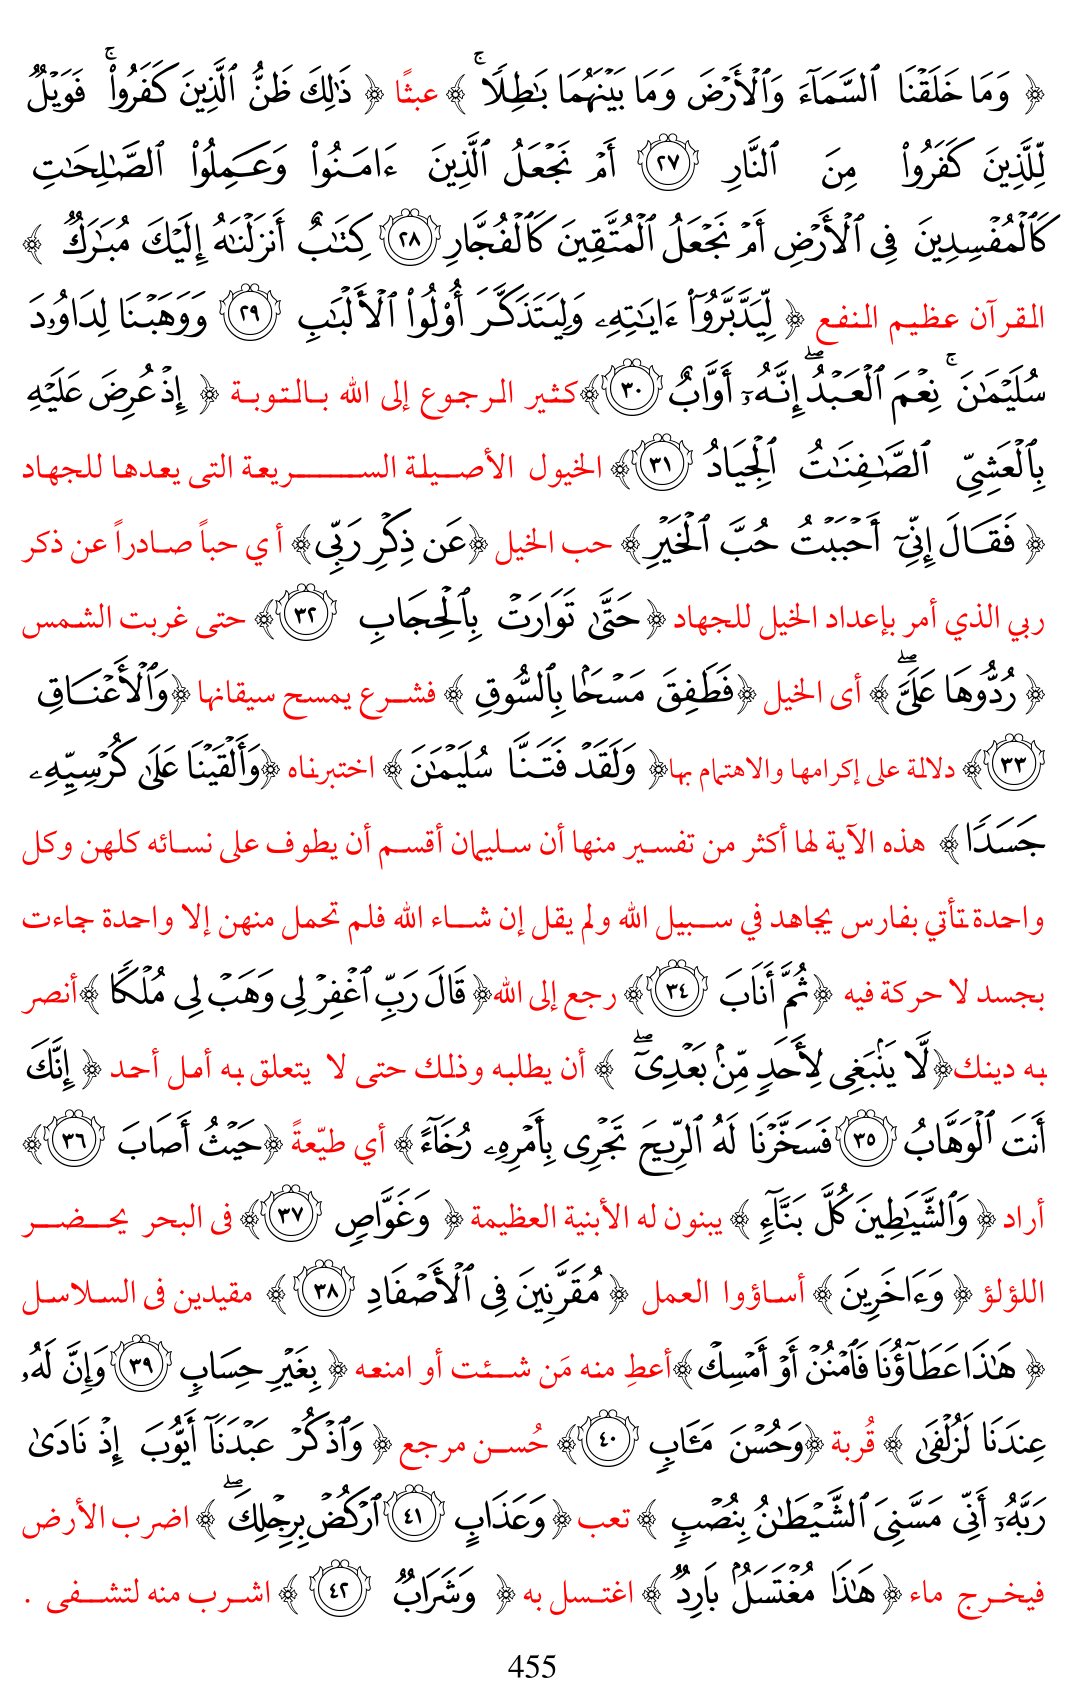 ﴿ وَمَا خَلَقْنَا ٱلسَّمَآءَ وَٱلْأَرْضَ وَمَا بَيْنَهُمَا بَٰطِلًا ۚ ﴾ عبثًا ﴿ ذَٰلِكَ ظَنُّ ٱلَّذِينَ كَفَرُوا۟ ۚ فَوَيْلٌ
لِّلَّذِينَ كَفَرُوا۟ مِنَ ٱلنَّارِ ٢٧ أَمْ نَجْعَلُ ٱلَّذِينَ ءَامَنُوا۟ وَعَمِلُوا۟ ٱلصَّٰلِحَٰتِ
كَٱلْمُفْسِدِينَ فِى ٱلْأَرْضِ أَمْ نَجْعَلُ ٱلْمُتَّقِينَ كَٱلْفُجَّارِ ٢٨ كِتَٰبٌ أَنزَلْنَٰهُ إِلَيْكَ مُبَٰرَكٌ ﴾
القرآن عظيم المنفع ﴿ لِّيَدَّبَّرُوٓا۟ ءَايَٰتِهِۦ وَلِيَتَذَكَّرَ أُو۟لُوا۟ ٱلْأَلْبَٰبِ ٢٩ وَوَهَبْنَا لِدَاوُۥدَ
سُلَيْمَٰنَ ۚ نِعْمَ ٱلْعَبْدُ ۖ إِنَّهُۥٓ أَوَّابٌ ٣٠ ﴾ كثير الرجوع إلى الله بالتوبة ﴿ إِذْ عُرِضَ عَلَيْهِ
بِٱلْعَشِىِّ ٱلصَّٰفِنَٰتُ ٱلْجِيَادُ ٣١ ﴾ الخيول الأصيلة السريعة التى يعدها للجهاد
﴿ فَقَالَ إِنِّىٓ أَحْبَبْتُ حُبَّ ٱلْخَيْرِ ﴾ حب الخيل ﴿ عَن ذِكْرِ رَبِّى ﴾ أي حباً صادراً عن ذكر
ربي الذي أمر بإعداد الخيل للجهاد ﴿ حَتَّىٰ تَوَارَتْ بِٱلْحِجَابِ ٣٢ ﴾ حتى غربت الشمس
﴿ رُدُّوهَا عَلَىَّ ۖ ﴾ أى الخيل ﴿ فَطَفِقَ مَسْحًۢا بِٱلسُّوقِ ﴾ فشرع يمسح سيقانها ﴿ وَٱلْأَعْنَاقِ
٣٣ ﴾ دلالة على إكرامها والاهتمام بها ﴿ وَلَقَدْ فَتَنَّا سُلَيْمَٰنَ ﴾ اختبرناه ﴿ وَأَلْقَيْنَا عَلَىٰ كُرْسِيِّهِۦ
جَسَدًا ﴾ هذه الآية لها أكثر من تفسير منها أن سليمان أقسم أن يطوف على نسائه كلهن وكل
واحدة تأتي بفارس يجاهد في سبيل الله ولم يقل إن شاء الله فلم تحمل منهن إلا واحدة جاءت
بجسد لا حركة فيه ﴿ ثُمَّ أَنَابَ ٣٤ ﴾ رجع إلى الله ﴿ قَالَ رَبِّ ٱغْفِرْ لِى وَهَبْ لِى مُلْكًا ﴾ أنصر
به دينك ﴿ لَّا يَنۢبَغِى لِأَحَدٍ مِّنۢ بَعْدِىٓ ۖ ﴾ أن يطلبه وذلك حتى لا يتعلق به أمل أحد ﴿ إِنَّكَ
أَنتَ ٱلْوَهَّابُ ٣٥ فَسَخَّرْنَا لَهُ ٱلرِّيحَ تَجْرِى بِأَمْرِهِۦ رُخَآءً ﴾ أي طيّعةً ﴿ حَيْثُ أَصَابَ ٣٦ ﴾
أراد ﴿ وَٱلشَّيَٰطِينَ كُلَّ بَنَّآءٍ ﴾ يبنون له الأبنية العظيمة ﴿ وَغَوَّاصٍ ٣٧ ﴾ فى البحر يحضر
اللؤلؤ ﴿ وَءَاخَرِينَ ﴾ أساؤوا العمل ﴿ مُقَرَّنِينَ فِى ٱلْأَصْفَادِ ٣٨ ﴾ مقيدين فى السلاسل
﴿ هَٰذَا عَطَآؤُنَا فَٱمْنُنْ أَوْ أَمْسِكْ ﴾ أعطِ منه مَن شئت أو امنعه ﴿ بِغَيْرِ حِسَابٍ ٣٩ وَإِنَّ لَهُۥ
عِندَنَا لَزُلْفَىٰ ﴾ قُربة ﴿ وَحُسْنَ مَـَٔابٍ ٤٠ ﴾ حُسن مرجع ﴿ وَٱذْكُرْ عَبْدَنَآ أَيُّوبَ إِذْ نَادَىٰ
رَبَّهُۥٓ أَنِّى مَسَّنِىَ ٱلشَّيْطَٰنُ بِنُصْبٍ ﴾ تعب ﴿ وَعَذَابٍ ٤١ ٱرْكُضْ بِرِجْلِكَ ۖ ﴾ اضرب الأرض
فيخرج ماء ﴿ هَٰذَا مُغْتَسَلٌۢ بَارِدٌ ﴾ اغتسل به ﴿ وَشَرَابٌ ٤٢ ﴾ اشرب منه لتشفى .
455